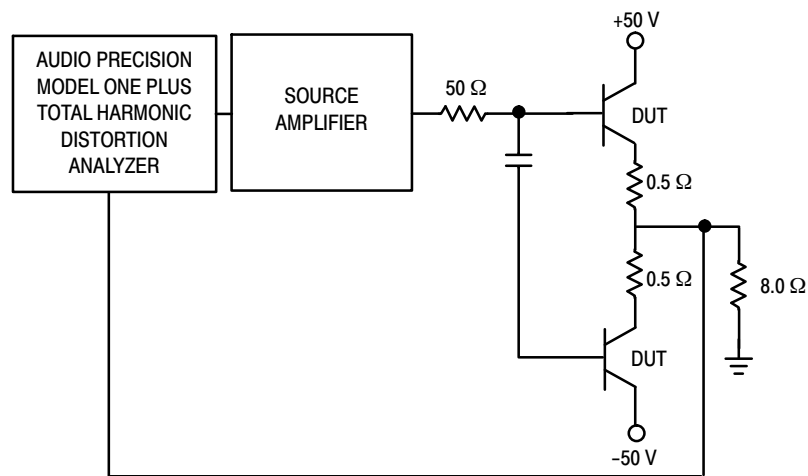 +50 V
AUDIO PRECISION
MODEL ONE PLUS
TOTAL HARMONIC
DISTORTION
ANALYZER
SOURCE
AMPLIFIER
50 Ω
DUT
0.5 Ω
0.5 Ω
8.0 Ω
DUT
−50 V